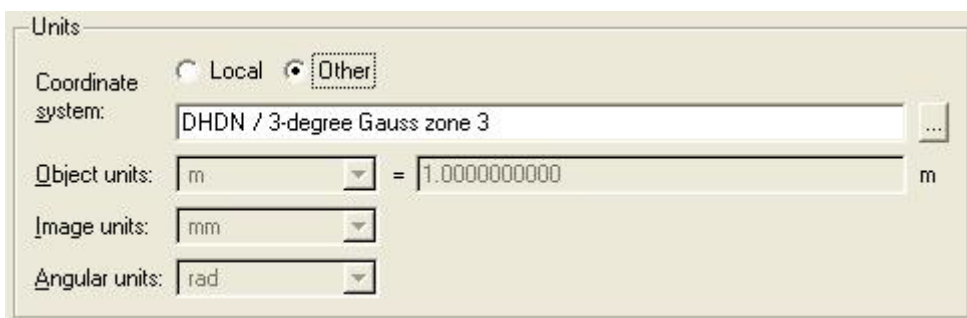 Units
Coordinate system:
Local Other
DHDN / 3-degree Gauss zone 3 ...
Object units: m = 1.0000000000 m
Image units: mm
Angular units: rad